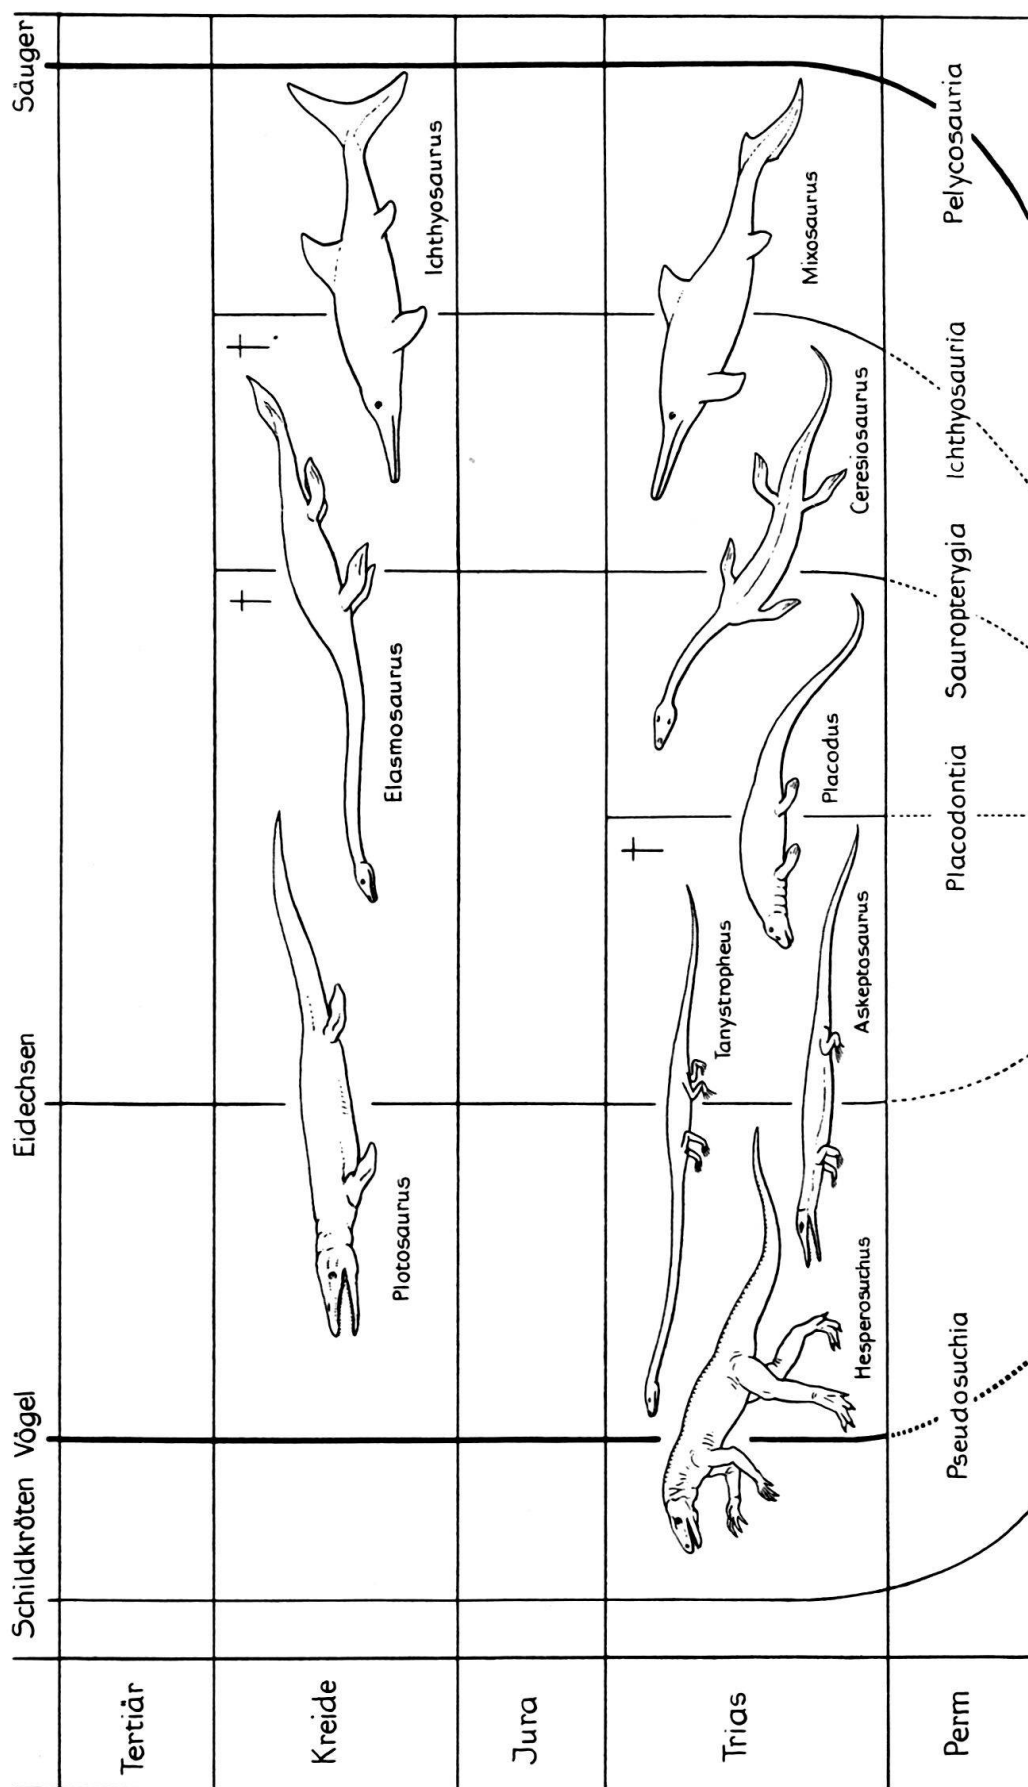 Schildkröten Vögel Eidechsen Säuger
Tertiär
† †
Kreide
Plotosaurus Elasmosaurus Ichthyosaurus
Jura
†
Trias
Tanystropheus
Mixosaurus
Placodus
Hesperosuchus Askeptosaurus Ceresiosaurus
Perm Pseudosuchia Placodontia Sauropterygia Ichthyosauria Pelycosauria